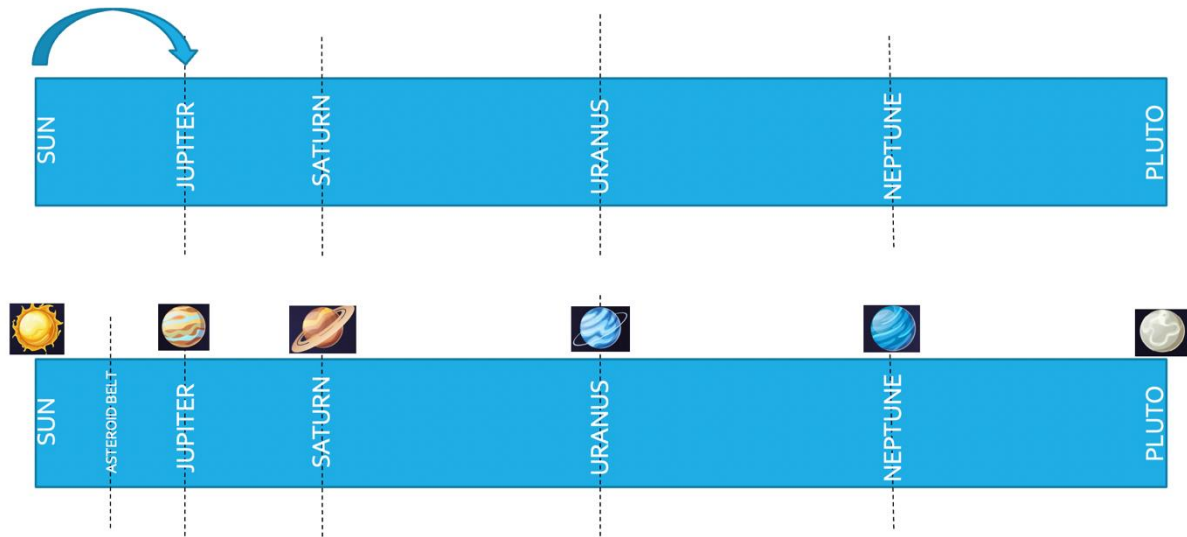 SUN
JUPITER
SATURN
URANUS
NEPTUNE
PLUTO
SUN
ASTEROID BELT
JUPITER
SATURN
URANUS
NEPTUNE
PLUTO